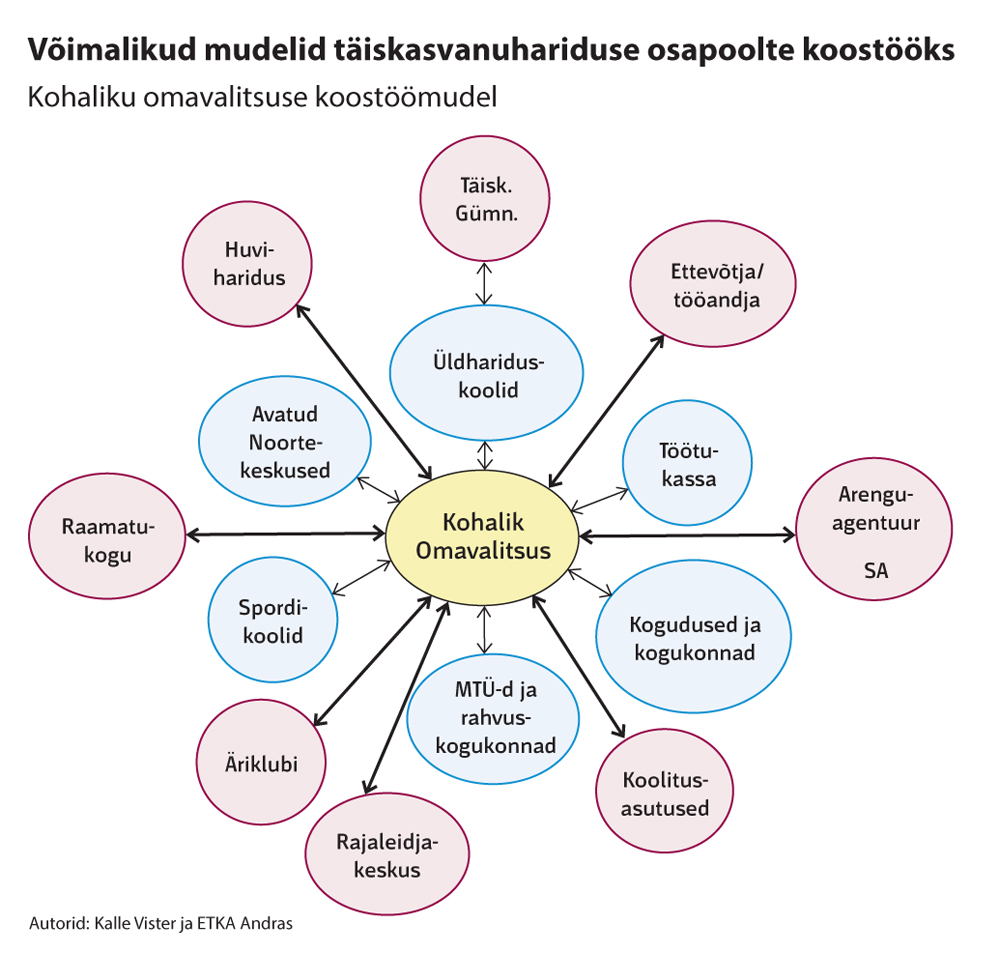 Võimalikud mudelid täiskasvanuhariduse osapoolte koostööks
Kohaliku omavalitsuse koostöömudel
Täisk.
Gümn.
Huvi-
haridus
Ettevõtja/
tööandja
Üldharidus-
koolid
Avatud
Noorte-
keskused
Töötu-
kassa
Arengu-
agentuur
SA
Raamatu-
kogu
Kohalik
Omavalitsus
Spordi-
koolid
Kogudused ja
kogukonnad
MTÜ-d ja
rahvus-
kogukonnad
Äriklubi
Koolitus-
asutused
Rajaleidja-
keskus
Autorid: Kalle Vister ja ETKA Andras